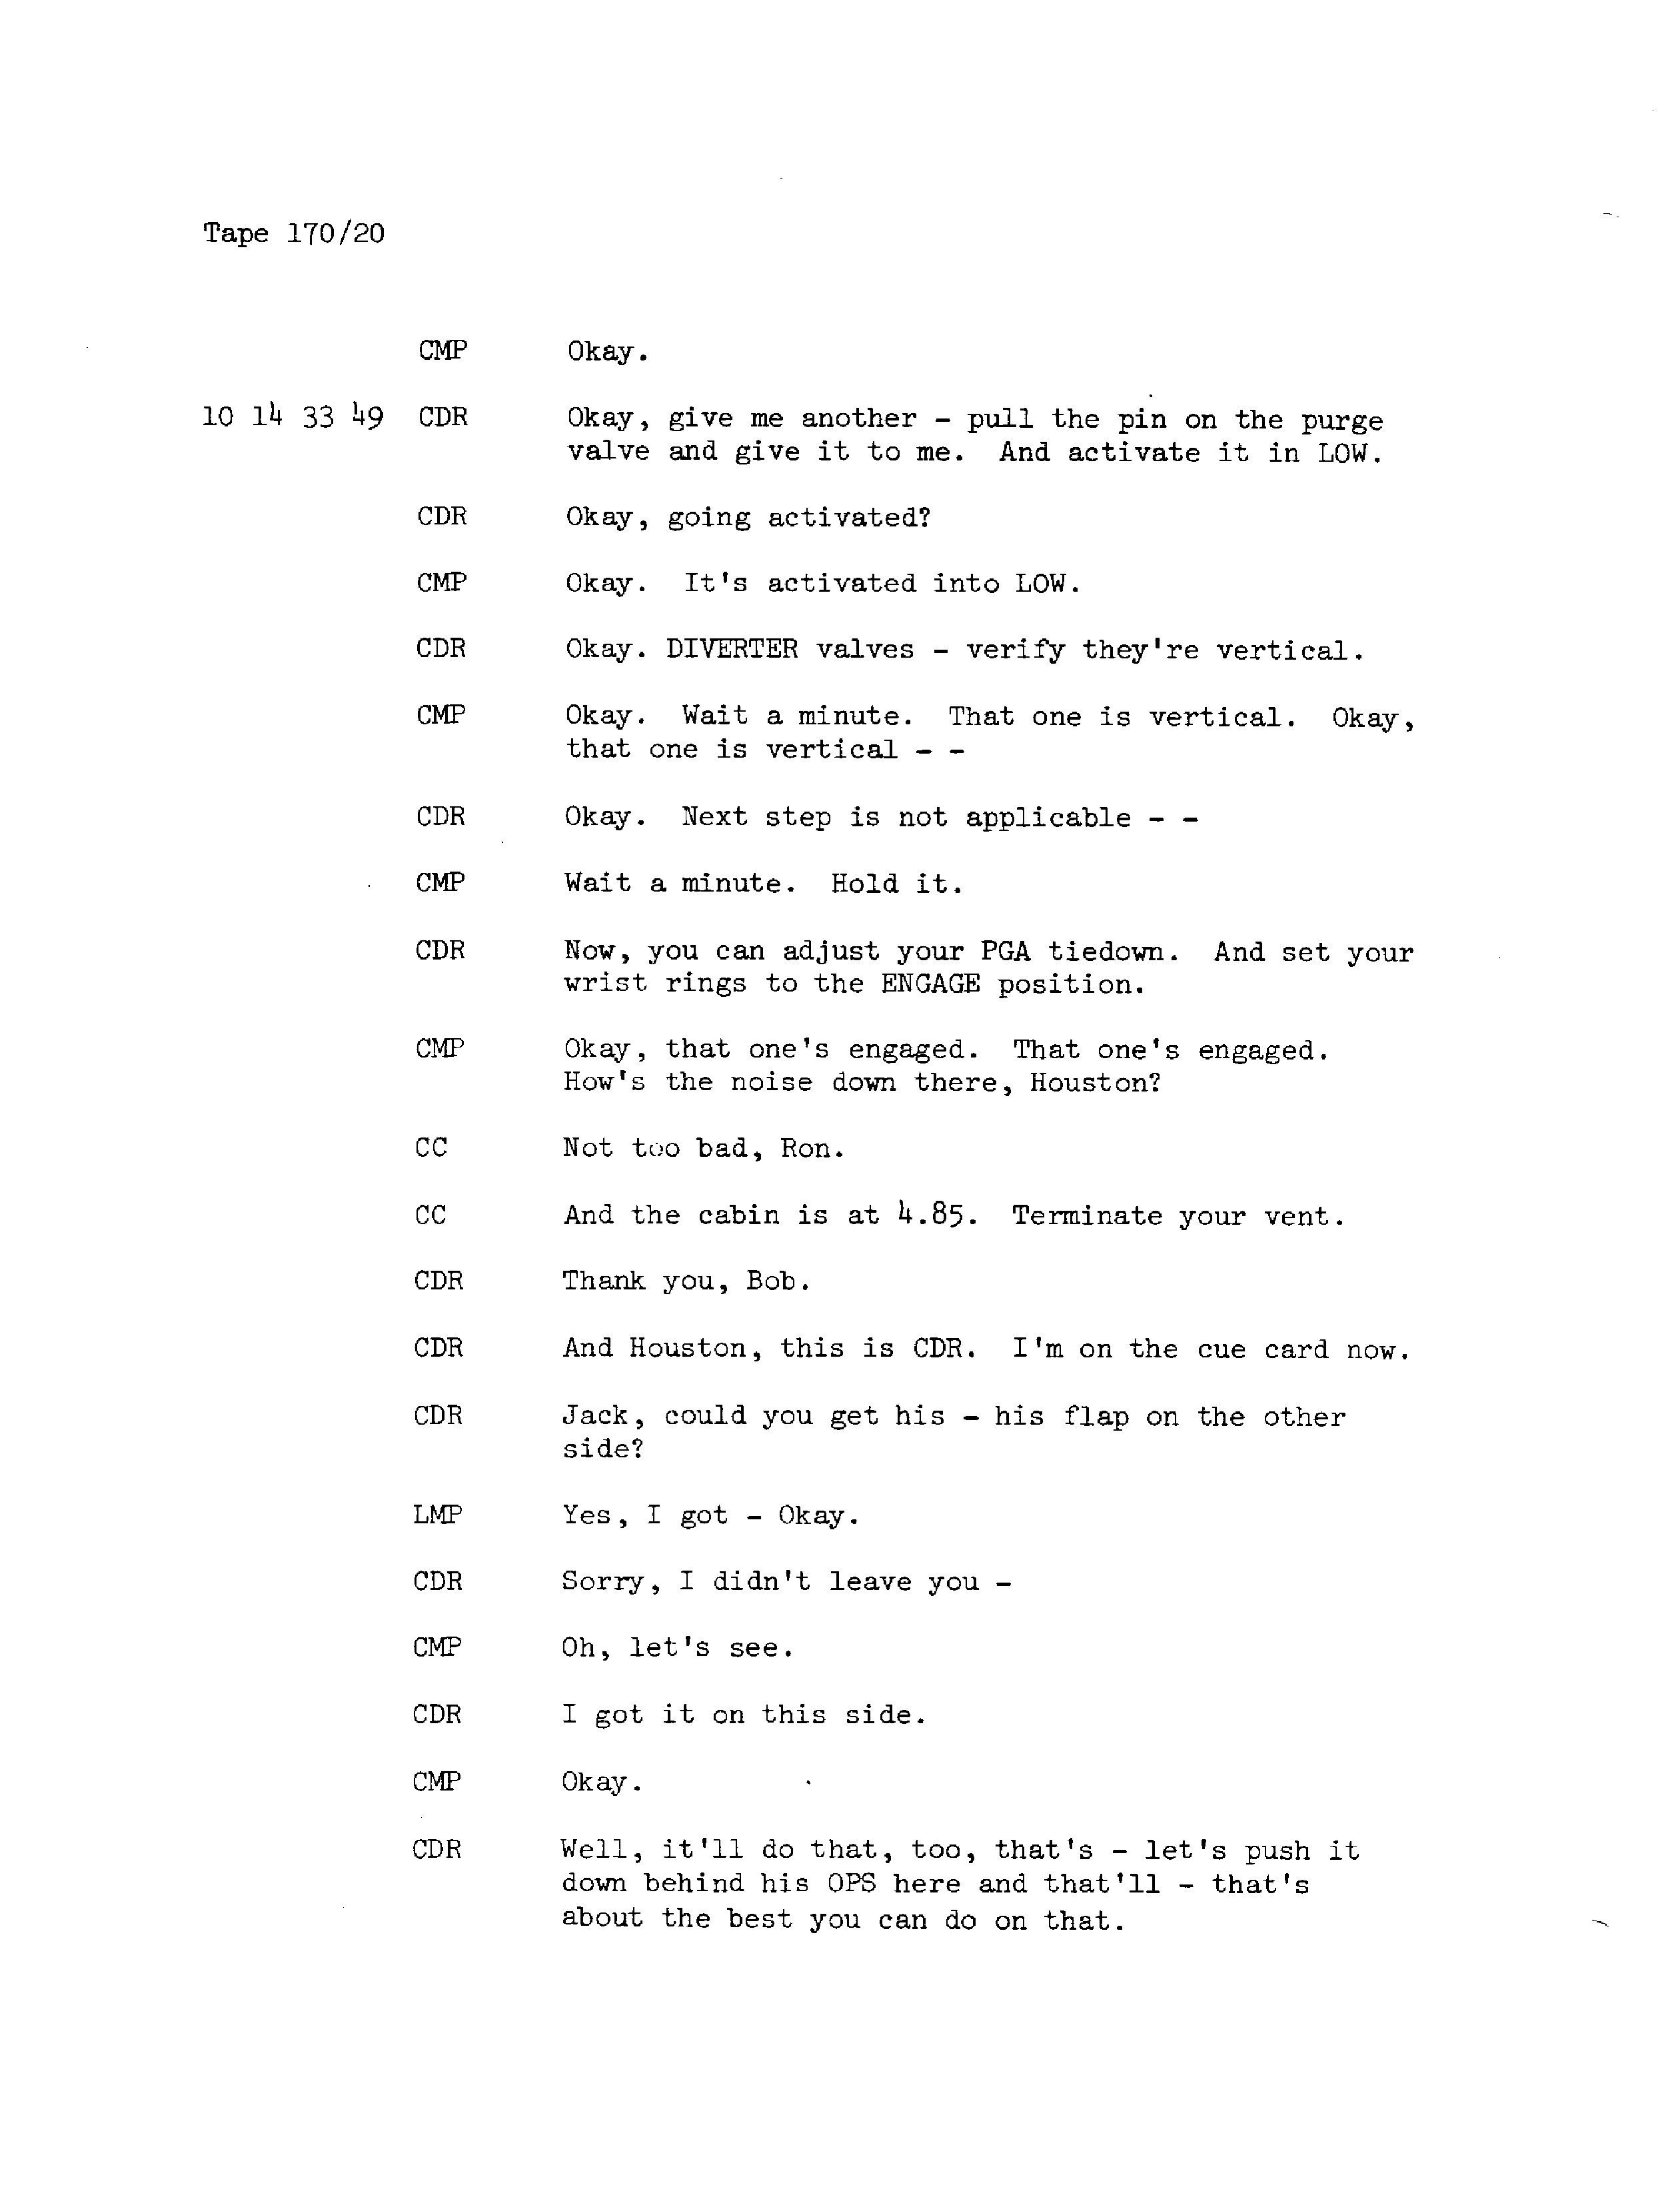 Tape 170/20
CMP Okay.
10 14 33 49 CDR Okay, give me another - pull the pin on the purge
valve and give it to me. And activate it in LOW.
CDR Okay, going activated?
CMP Okay. It's activated into LOW.
CDR Okay. DIVERTER valves - verify they're vertical.
CMP Okay. Wait a minute. That one is vertical. Okay,
that one is vertical - -
CDR Okay. Next step is not applicable - -
CMP Wait a minute. Hold it.
CDR Now, you can adjust your PGA tiedown. And set your
wrist rings to the ENGAGE position.
CMP Okay, that one's engaged. That one's engaged.
How's the noise down there, Houston?
CC Not too bad, Ron.
CC And the cabin is at 4.85. Terminate your vent.
CDR Thank you, Bob.
CDR And Houston, this is CDR. I'm on the cue card now.
CDR Jack, could you get his - his flap on the other
side?
LMP Yes, I got - Okay.
CDR Sorry, I didn't leave you -
CMP Oh, let's see.
CDR I got it on this side.
CMP Okay.
CDR Well, it'll do that, too, that's - let's push it
down behind his OPS here and that'll - that's
about the best you can do on that.